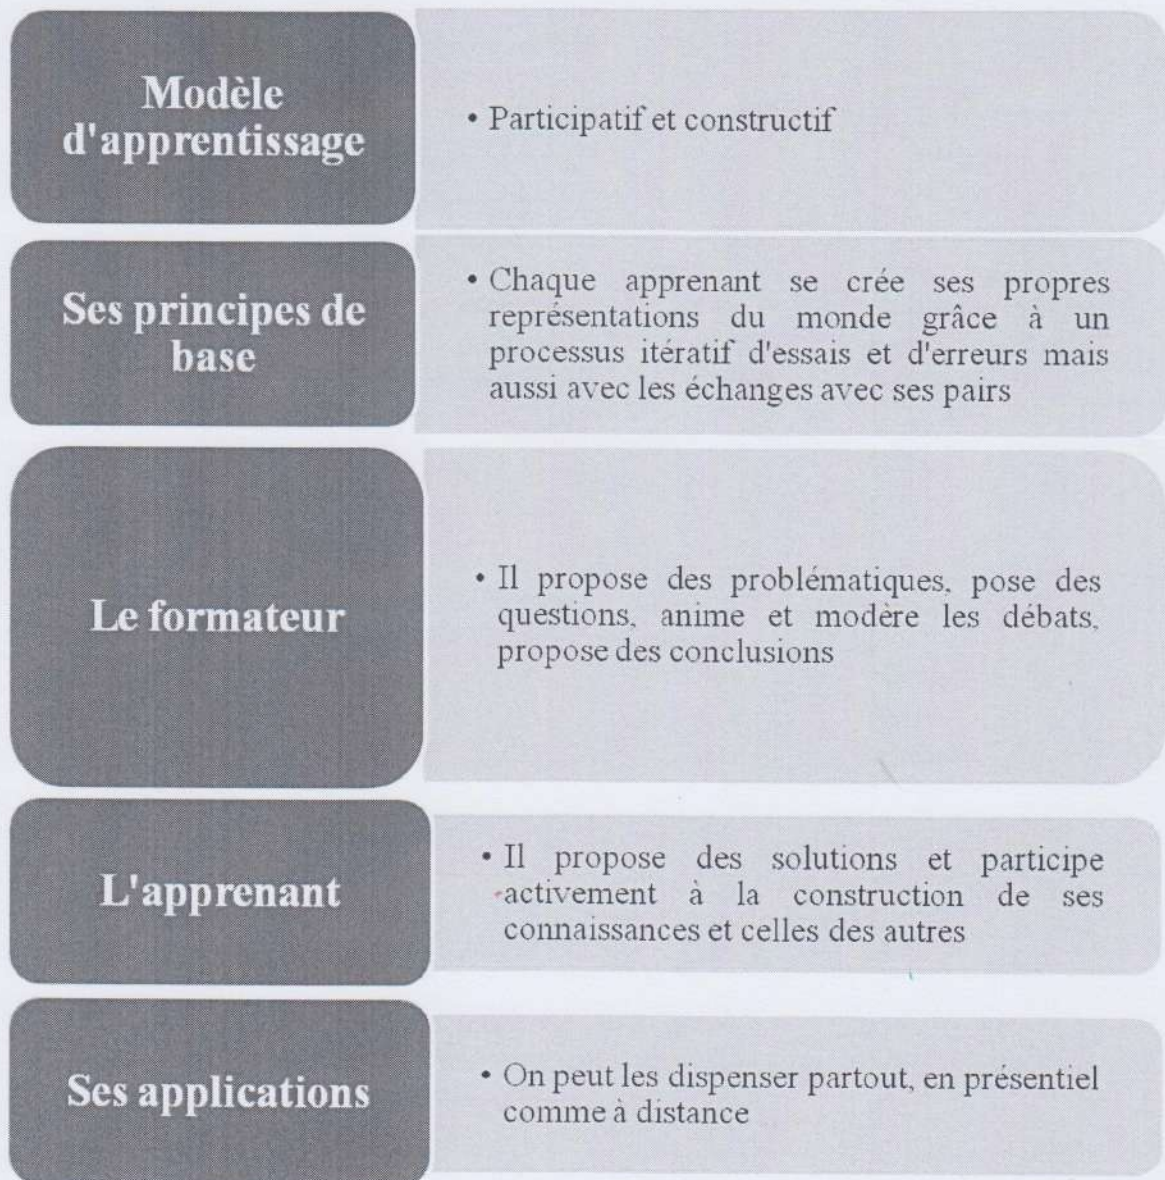 Modèle
d'apprentissage
• Participatif et constructif
Ses principes de
base
• Chaque apprenant se crée ses propres
représentations du monde grâce à un
processus itératif d'essais et d'erreurs mais
aussi avec les échanges avec ses pairs
Le formateur
• Il propose des problématiques, pose des
questions, anime et modère les débats,
propose des conclusions
L'apprenant
• Il propose des solutions et participe
activement à la construction de ses
connaissances et celles des autres
Ses applications
• On peut les dispenser partout, en présentiel
comme à distance